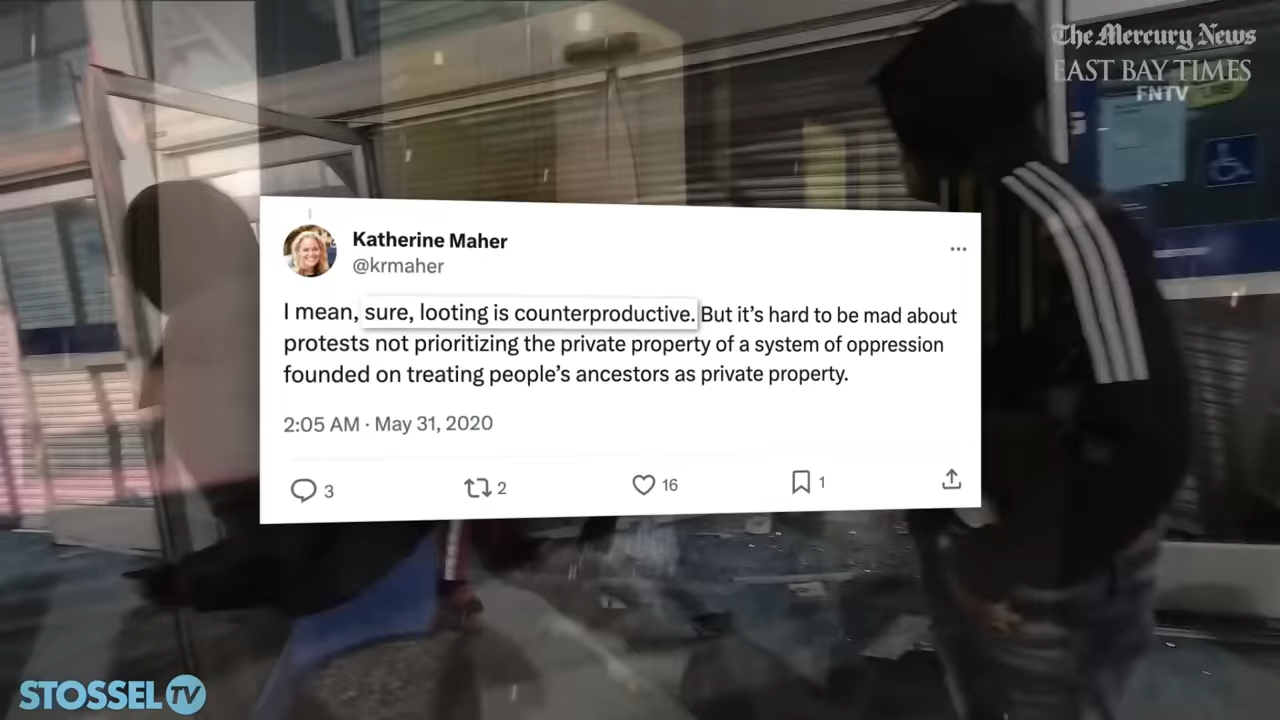 The Mercury News
EAST BAY TIMES
FNTV
Katherine Maher
@krmaher
I mean, sure, looting is counterproductive. But it’s hard to be mad about
protests not prioritizing the private property of a system of oppression
founded on treating people’s ancestors as private property.
2:05 AM · May 31, 2020
3
2
16
1
STOSSEL TV